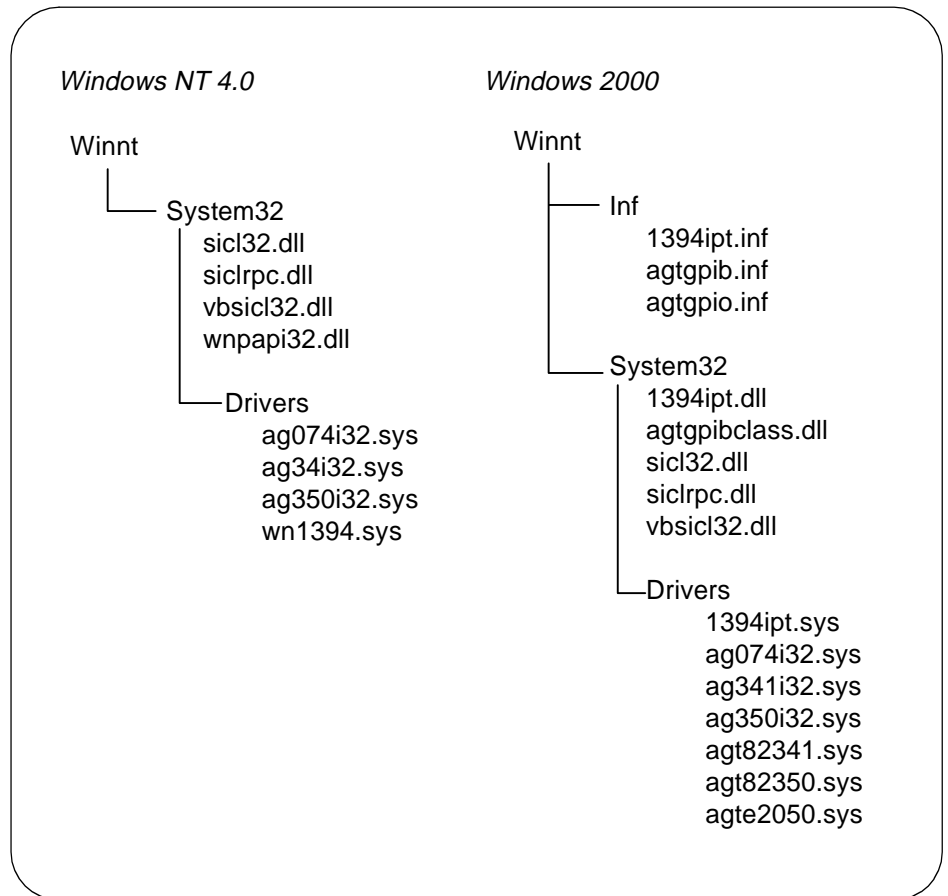 Windows NT 4.0
Winnt
System32
sicl32.dll
siclrpc.dll
vbsicl32.dll
wnpapi32.dll
Drivers
ag074i32.sys
ag34i32.sys
ag350i32.sys
wn1394.sys
Windows 2000
Winnt
Inf
1394ipt.inf
agtgpib.inf
agtgpio.inf
System32
1394ipt.dll
agtgpibclass.dll
sicl32.dll
siclrpc.dll
vbsicl32.dll
Drivers
1394ipt.sys
ag074i32.sys
ag341i32.sys
ag350i32.sys
agt82341.sys
agt82350.sys
agte2050.sys